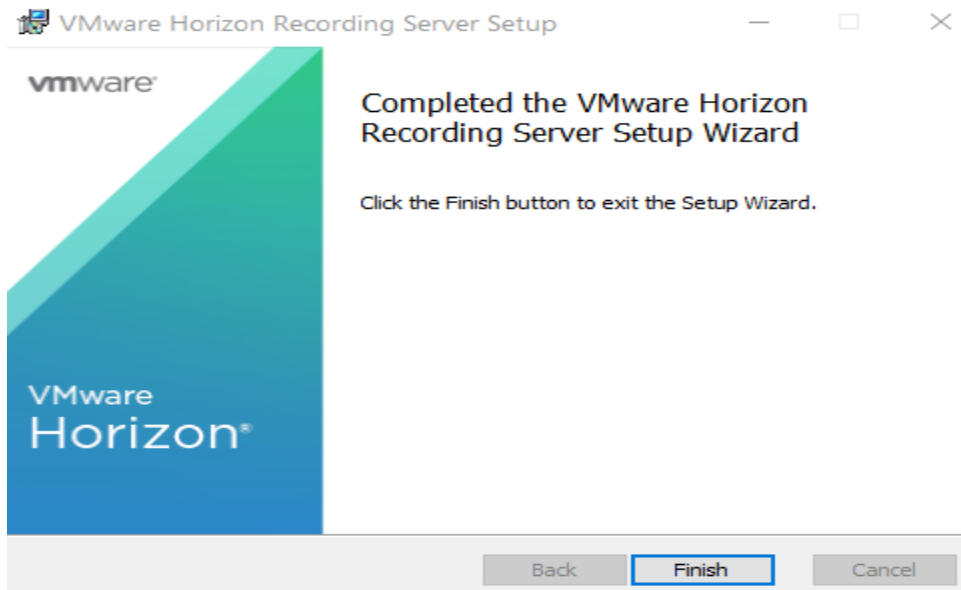 VMware Horizon Recording Server Setup
vmware®
Completed the VMware Horizon
Recording Server Setup Wizard
Click the Finish button to exit the Setup Wizard.
VMware
Horizon®
Back
Finish
Cancel